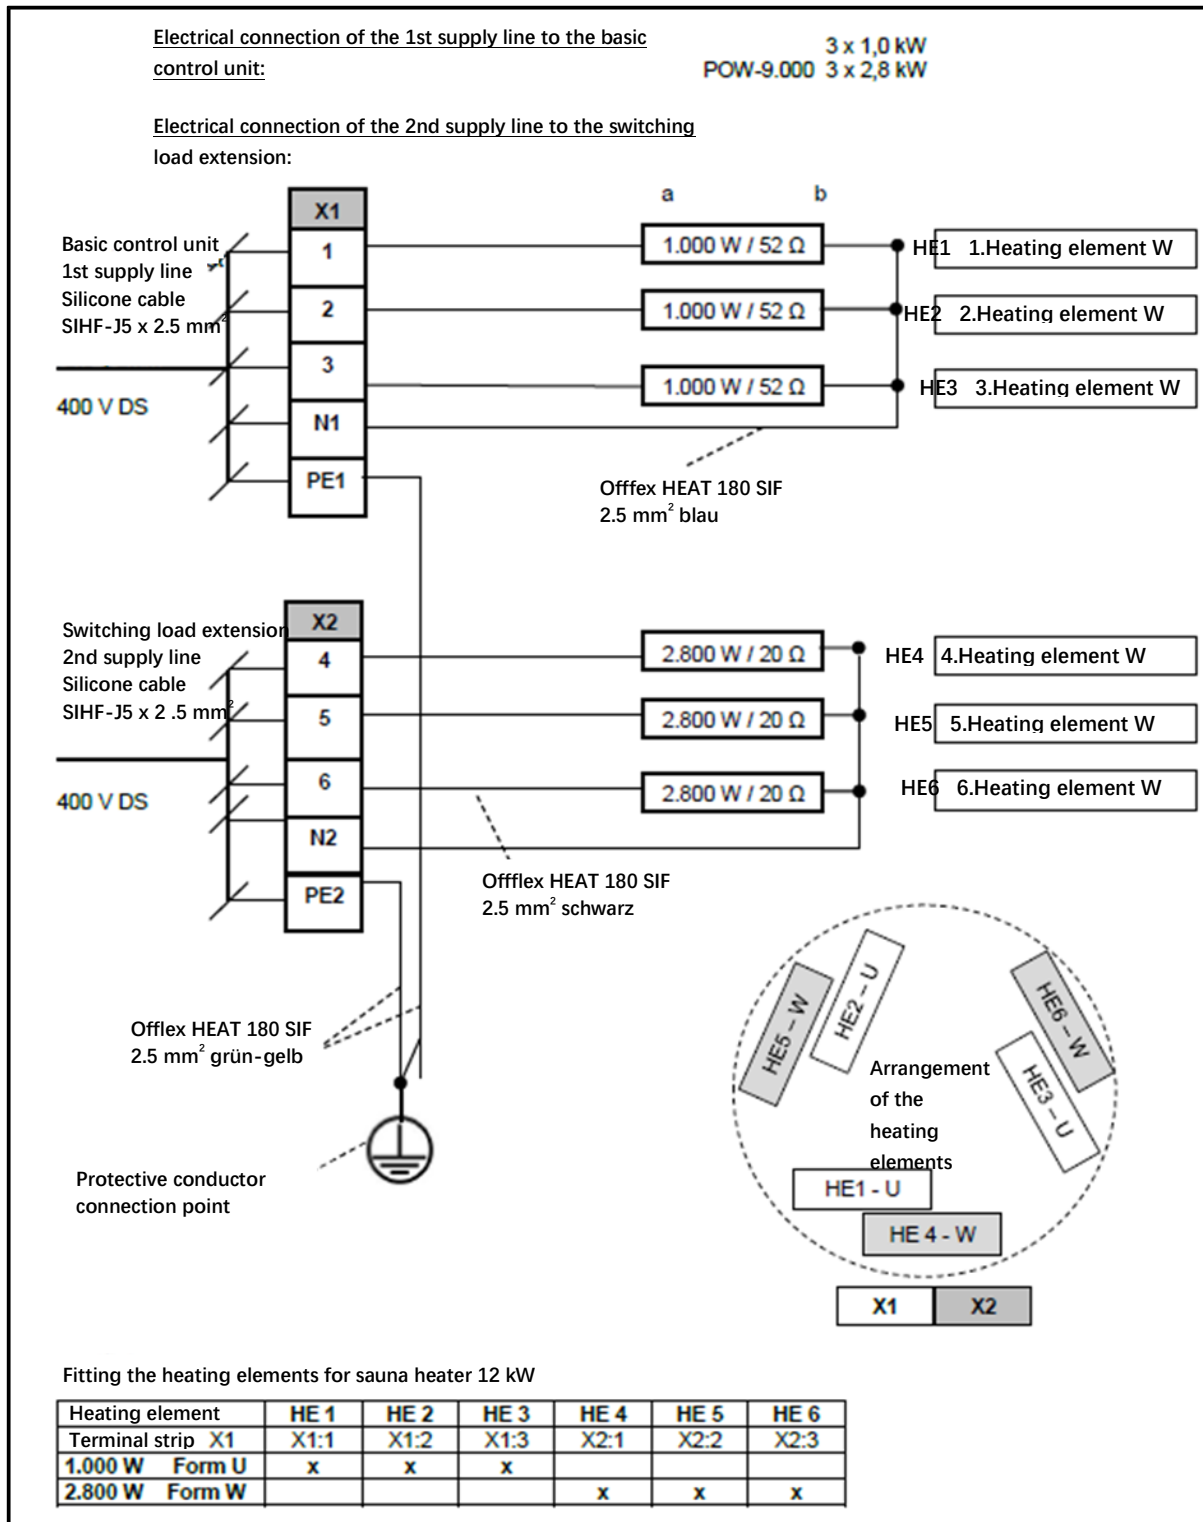 Electrical connection of the 1st supply line to the basic
control unit:
3 x 1,0 kW
POW-9.000 3 x 2,8 kW
Electrical connection of the 2nd supply line to the switching
load extension:
a b
X1
1
2
3
N1
PE1
Basic control unit
1st supply line
Silicone cable
SIHF-J5 x 2.5 mm²
400 V DS
1.000 W / 52 Ω
HE1 1.Heating element W
1.000 W / 52 Ω
HE2 2.Heating element W
1.000 W / 52 Ω
HE3 3.Heating element W
Offfex HEAT 180 SIF
2.5 mm² blau
X2
4
5
6
N2
PE2
Switching load extension
2nd supply line
Silicone cable
SIHF-J5 x 2 .5 mm²
400 V DS
2.800 W / 20 Ω
HE4 4.Heating element W
2.800 W / 20 Ω
HE5 5.Heating element W
2.800 W / 20 Ω
HE6 6.Heating element W
Offflex HEAT 180 SIF
2.5 mm² schwarz
Offlex HEAT 180 SIF
2.5 mm² grün-gelb
Protective conductor
connection point
HE5 – W
HE2 – U
HE6 – W
HE3 – U
Arrangement
of the
heating
elements
HE1 - U
HE 4 - W
X1 X2
Fitting the heating elements for sauna heater 12 kW
Heating element HE 1 HE 2 HE 3 HE 4 HE 5 HE 6
Terminal strip X1 X1:1 X1:2 X1:3 X2:1 X2:2 X2:3
1.000 W Form U x x x
2.800 W Form W x x x